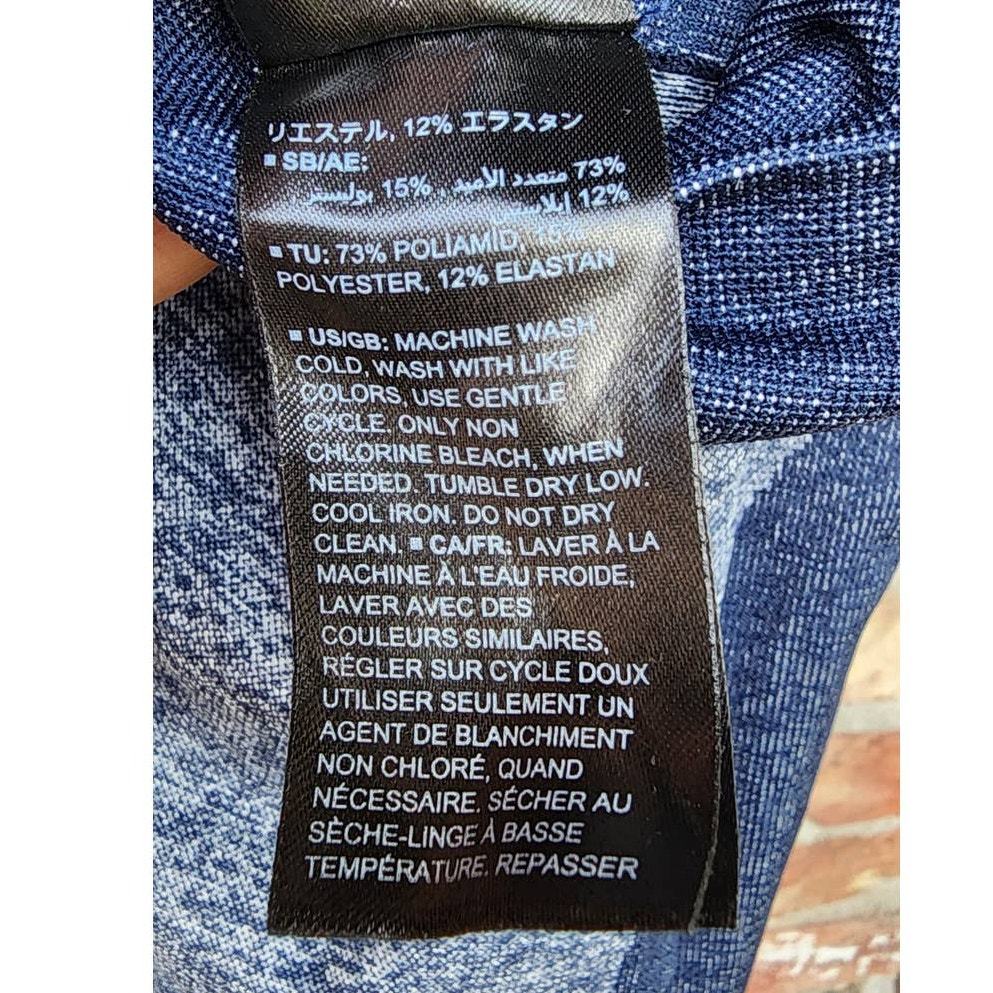 リエステル, 12% エラスタン
■ SB/AE:
73% متعدد الأميد, 15% بوليستر
12%
■ TU: 73% POLIAMID, 15%
POLYESTER, 12% ELASTAN
■ US/GB: MACHINE WASH
COLD, WASH WITH LIKE
COLORS, USE GENTLE
CYCLE. ONLY NON
CHLORINE BLEACH, WHEN
NEEDED. TUMBLE DRY LOW.
COOL IRON. DO NOT DRY
CLEAN. ■ CA/FR: LAVER À LA
MACHINE À L'EAU FROIDE,
LAVER AVEC DES
COULEURS SIMILAIRES,
RÉGLER SUR CYCLE DOUX
UTILISER SEULEMENT UN
AGENT DE BLANCHIMENT
NON CHLORÉ, QUAND
NÉCESSAIRE. SÉCHER AU
SÈCHE-LINGE À BASSE
TEMPÉRATURE. REPASSER